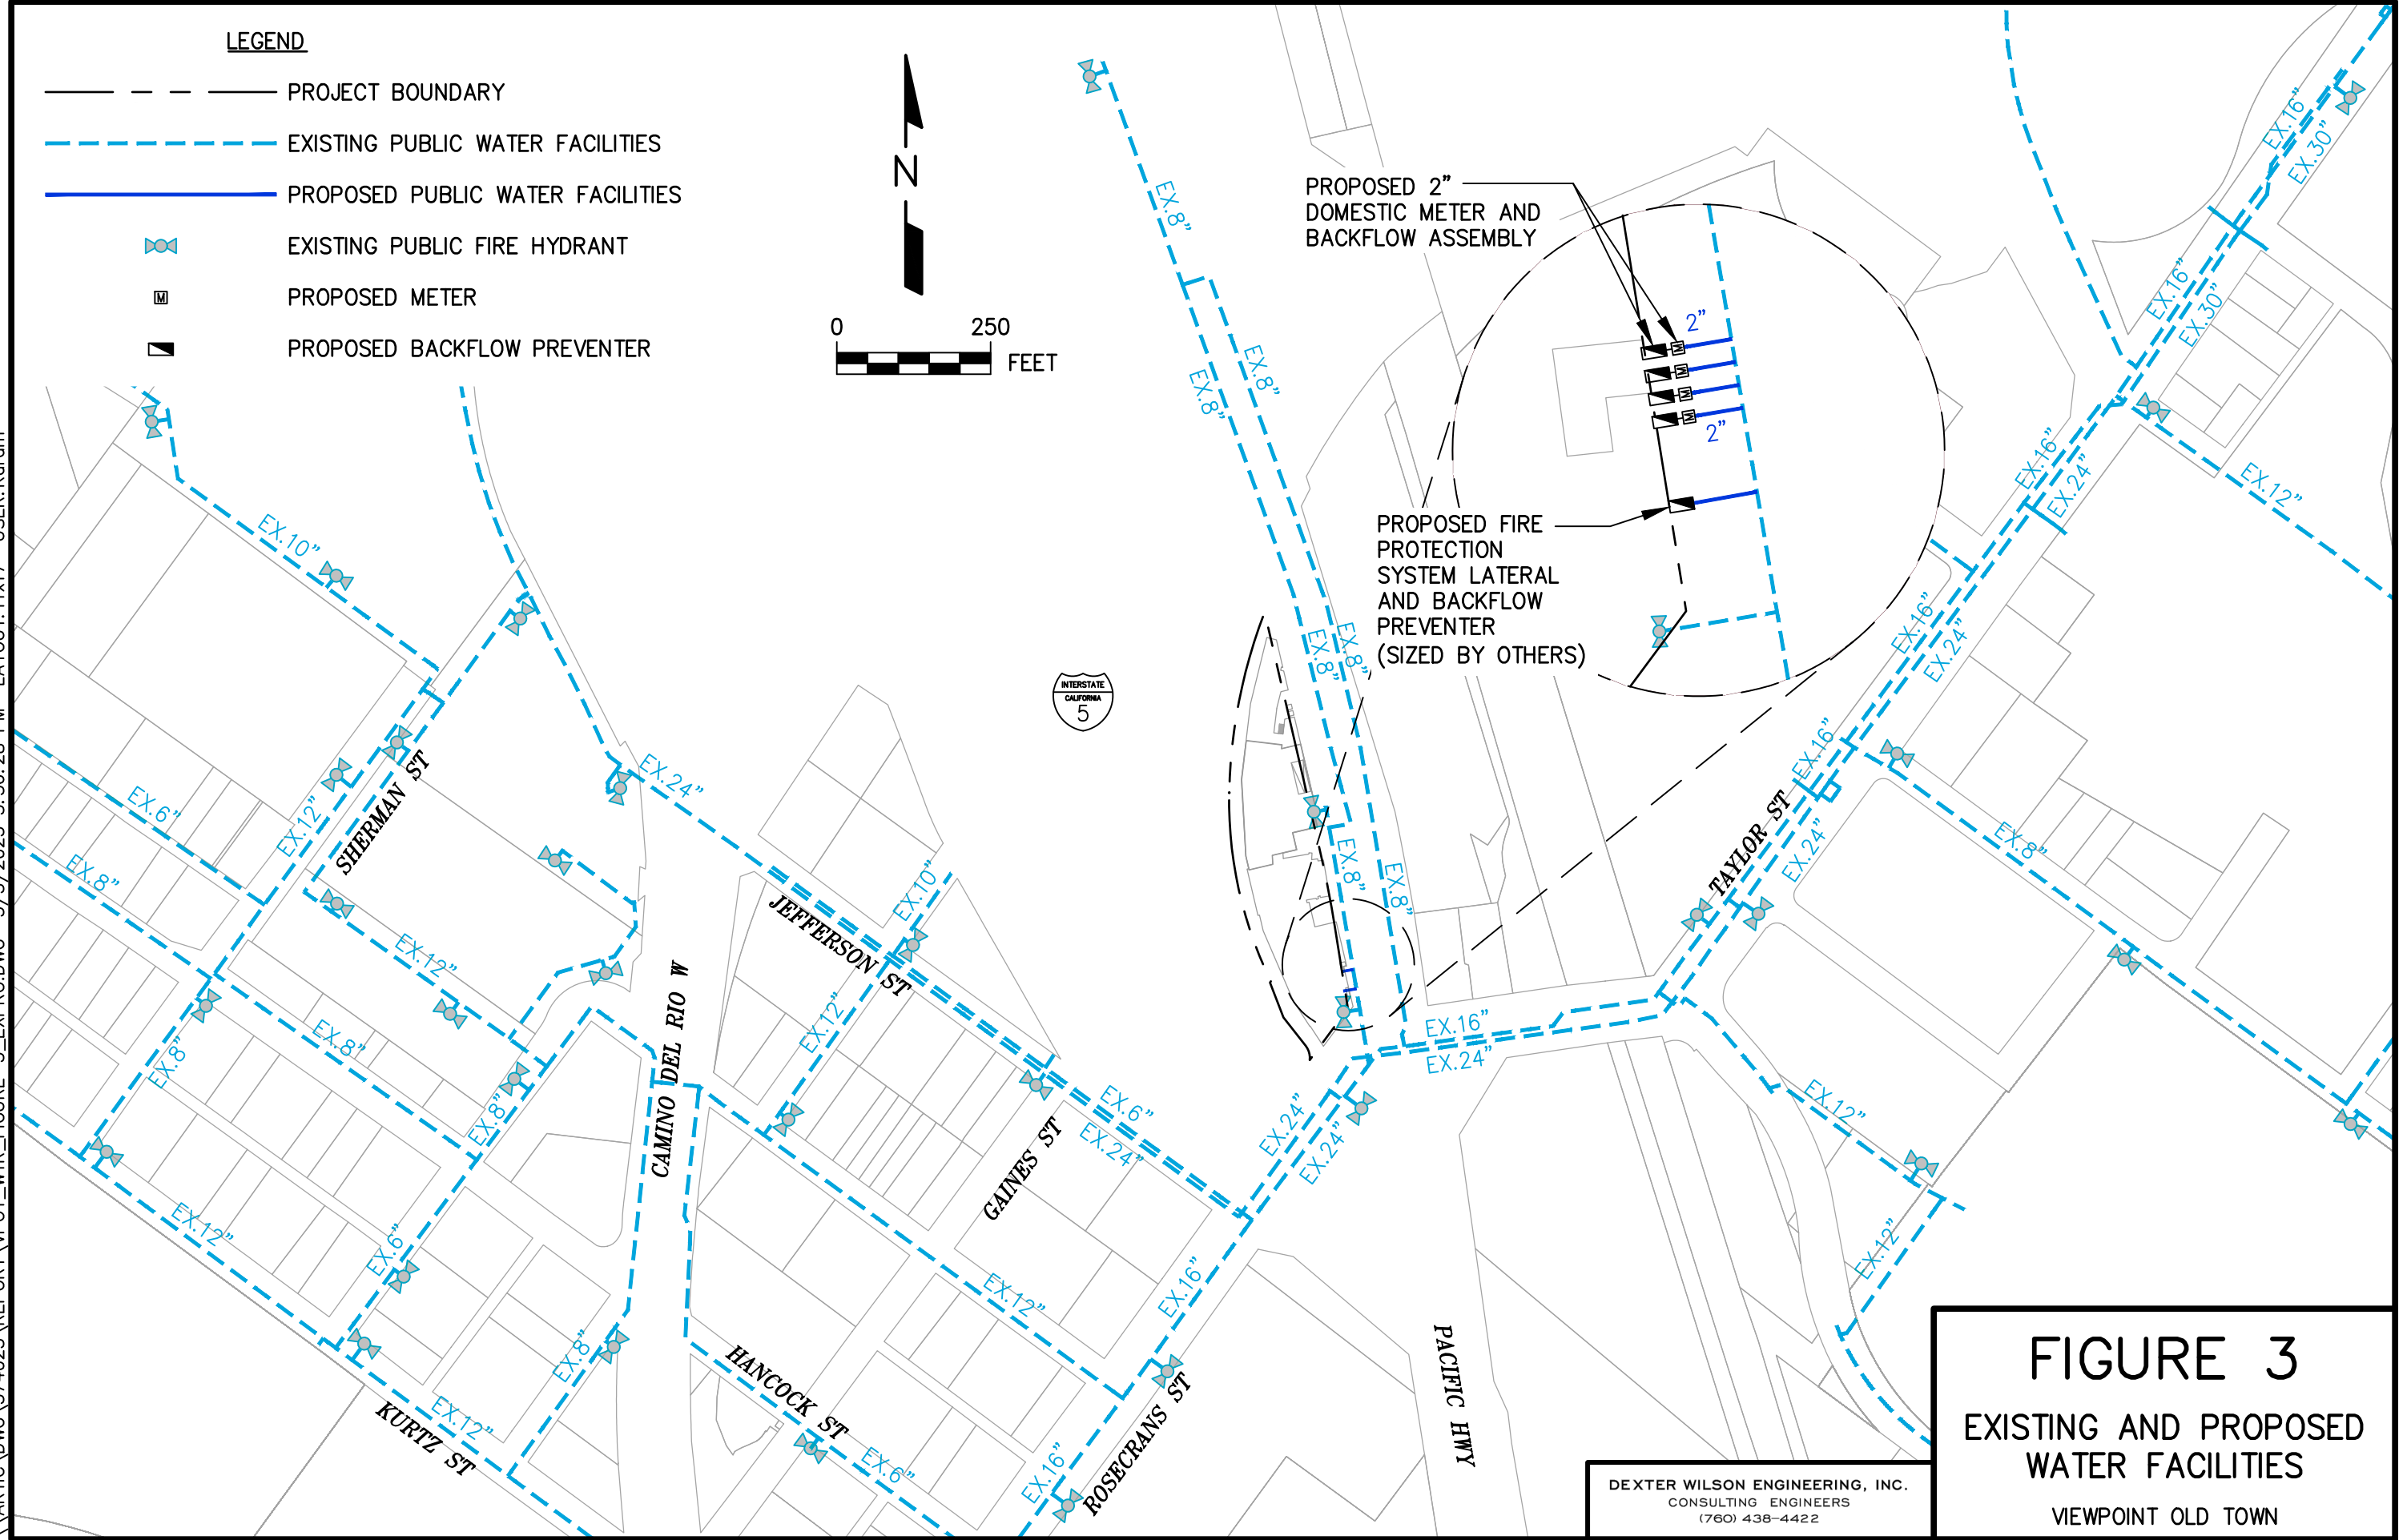 LEGEND
PROJECT BOUNDARY
EXISTING PUBLIC WATER FACILITIES
PROPOSED PUBLIC WATER FACILITIES
EXISTING PUBLIC FIRE HYDRANT
M PROPOSED METER
PROPOSED BACKFLOW PREVENTER
N
0 250
FEET
PROPOSED 2"
DOMESTIC METER AND
BACKFLOW ASSEMBLY
2"
M
M
M
M
2"
PROPOSED FIRE
PROTECTION
SYSTEM LATERAL
AND BACKFLOW
PREVENTER
(SIZED BY OTHERS)
INTERSTATE
CALIFORNIA
5
EX.8"
EX.8"
EX.8"
EX.8"
EX.8"
EX.8"
EX.8"
EX.16"
EX.30"
EX.16"
EX.30"
EX.16"
EX.24"
EX.12"
EX.16"
EX.24"
EX.16"
EX.24"
TAYLOR ST
EX.8"
EX.16"
EX.24"
EX.12"
EX.12"
EX.10"
EX.6"
EX.8"
EX.12"
SHERMAN ST
EX.12"
EX.8"
EX.8"
EX.8"
EX.6"
EX.12"
EX.12"
KURTZ ST
EX.8"
EX.24"
EX.10"
JEFFERSON ST
EX.12"
CAMINO DEL RIO W
EX.6"
EX.24"
GAINES ST
EX.24"
EX.24"
EX.12"
EX.16"
HANCOCK ST
EX.6"
EX.16"
ROSECRANS ST
PACIFIC HWY
DEXTER WILSON ENGINEERING, INC.
CONSULTING ENGINEERS
(760) 438-4422
FIGURE 3
EXISTING AND PROPOSED
WATER FACILITIES
VIEWPOINT OLD TOWN